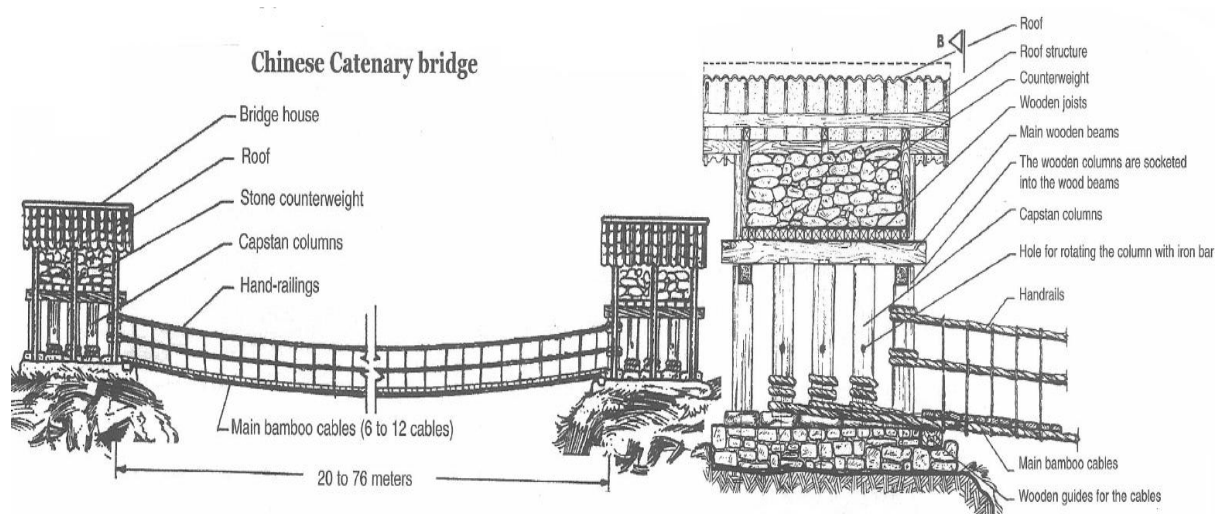 Chinese Catenary bridge
Bridge house
Roof
Stone counterweight
Capstan columns
Hand-railings
Main bamboo cables (6 to 12 cables)
20 to 76 meters
B
Roof
Roof structure
Counterweight
Wooden joists
Main wooden beams
The wooden columns are socketed
into the wood beams
Capstan columns
Hole for rotating the column with iron bar
Handrails
Main bamboo cables
Wooden guides for the cables